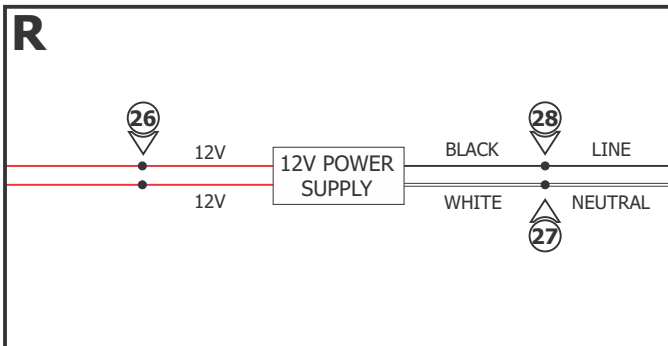 R
26
28
12V
12V POWER
SUPPLY
BLACK
LINE
12V
WHITE
NEUTRAL
27